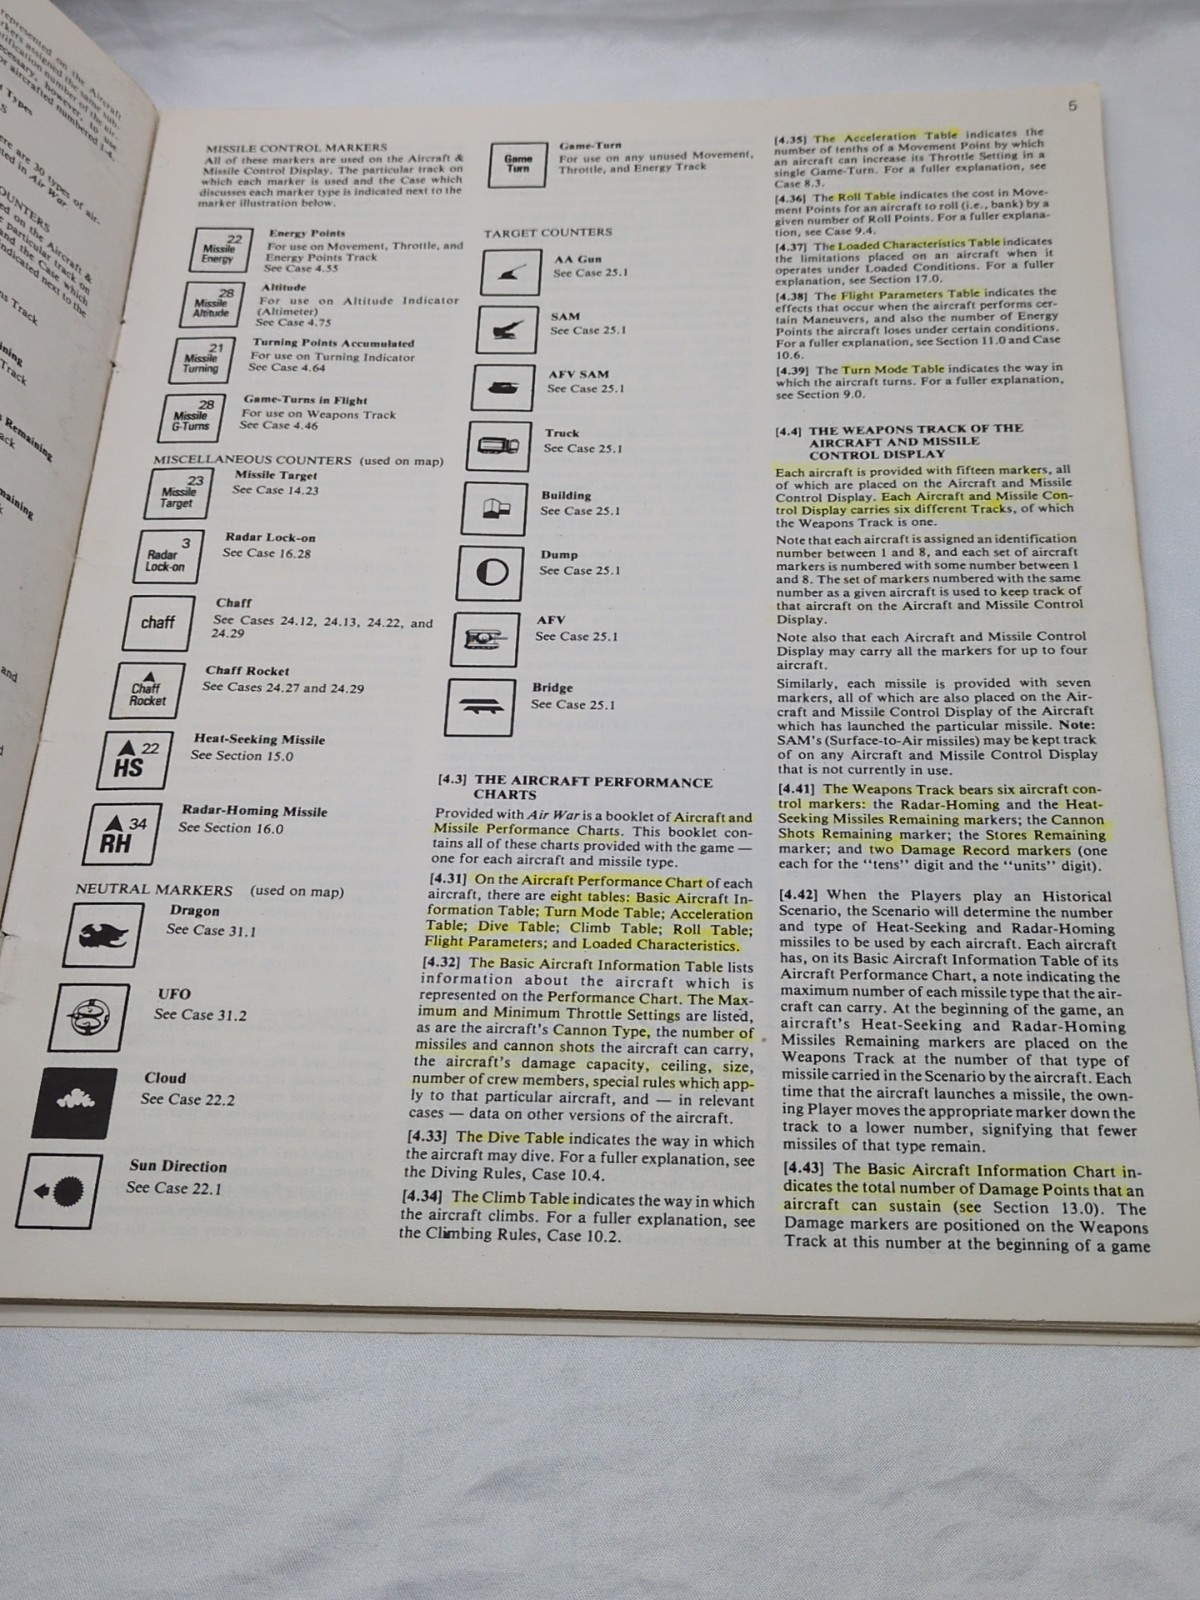 represented on the Aircraft
5
MISSILE CONTROL MARKERS
All of these markers are used on the Aircraft &
Missile Control Display. The particular track on
which each marker is used and the Case which
discusses each marker type is indicated next to the
marker illustration below.
22
Missile
Energy
Energy Points
For use on Movement, Throttle, and
Energy Points Track
See Case 4.55
28
Missile
Altitude
Altitude
For use on Altitude Indicator
(Altimeter)
See Case 4.75
21
Missile
Turning
Turning Points Accumulated
For use on Turning Indicator
See Case 4.64
28
Missile
G-Turns
Game-Turns in Flight
For use on Weapons Track
See Case 4.46
MISCELLANEOUS COUNTERS (used on map)
23
Missile
Target
Missile Target
See Case 14.23
3
Radar
Lock-on
Radar Lock-on
See Case 16.28
chaff
Chaff
See Cases 24.12, 24.13, 24.22, and
24.29
Chaff
Rocket
Chaff Rocket
See Cases 24.27 and 24.29
22
HS
Heat-Seeking Missile
See Section 15.0
34
RH
Radar-Homing Missile
See Section 16.0
NEUTRAL MARKERS (used on map)
Dragon
See Case 31.1
UFO
See Case 31.2
Cloud
See Case 22.2
Sun Direction
See Case 22.1
Game
Turn
Game-Turn
For use on any unused Movement,
Throttle, and Energy Track
TARGET COUNTERS
AA Gun
See Case 25.1
SAM
See Case 25.1
AFV SAM
See Case 25.1
Truck
See Case 25.1
Building
See Case 25.1
Dump
See Case 25.1
AFV
See Case 25.1
Bridge
See Case 25.1
[4.3] THE AIRCRAFT PERFORMANCE
CHARTS
Provided with Air War is a booklet of Aircraft and
Missile Performance Charts. This booklet con-
tains all of these charts provided with the game —
one for each aircraft and missile type.
[4.31] On the Aircraft Performance Chart of each
aircraft, there are eight tables: Basic Aircraft In-
formation Table; Turn Mode Table; Acceleration
Table; Dive Table; Climb Table; Roll Table;
Flight Parameters; and Loaded Characteristics.
[4.32] The Basic Aircraft Information Table lists
information about the aircraft which is
represented on the Performance Chart. The Max-
imum and Minimum Throttle Settings are listed,
as are the aircraft's Cannon Type, the number of
missiles and cannon shots the aircraft can carry,
the aircraft's damage capacity, ceiling, size,
number of crew members, special rules which app-
ly to that particular aircraft, and — in relevant
cases — data on other versions of the aircraft.
[4.33] The Dive Table indicates the way in which
the aircraft may dive. For a fuller explanation, see
the Diving Rules, Case 10.4.
[4.34] The Climb Table indicates the way in which
the aircraft climbs. For a fuller explanation, see
the Climbing Rules, Case 10.2.
[4.35] The Acceleration Table indicates the
number of tenths of a Movement Point by which
an aircraft can increase its Throttle Setting in a
single Game-Turn. For a fuller explanation, see
Case 8.3.
[4.36] The Roll Table indicates the cost in Move-
ment Points for an aircraft to roll (i.e., bank) by a
given number of Roll Points. For a fuller explana-
tion, see Case 9.4.
[4.37] The Loaded Characteristics Table indicates
the limitations placed on an aircraft when it
operates under Loaded Conditions. For a fuller
explanation, see Section 17.0.
[4.38] The Flight Parameters Table indicates the
effects that occur when the aircraft performs cer-
tain Maneuvers, and also the number of Energy
Points the aircraft loses under certain conditions.
For a fuller explanation, see Section 11.0 and Case
10.6.
[4.39] The Turn Mode Table indicates the way in
which the aircraft turns. For a fuller explanation,
see Section 9.0.
[4.4] THE WEAPONS TRACK OF THE
AIRCRAFT AND MISSILE
CONTROL DISPLAY
Each aircraft is provided with fifteen markers, all
of which are placed on the Aircraft and Missile
Control Display. Each Aircraft and Missile Con-
trol Display carries six different Tracks, of which
the Weapons Track is one.
Note that each aircraft is assigned an identification
number between 1 and 8, and each set of aircraft
markers is numbered with some number between 1
and 8. The set of markers numbered with the same
number as a given aircraft is used to keep track of
that aircraft on the Aircraft and Missile Control
Display.
Note also that each Aircraft and Missile Control
Display may carry all the markers for up to four
aircraft.
Similarly, each missile is provided with seven
markers, all of which are also placed on the Air-
craft and Missile Control Display of the Aircraft
which has launched the particular missile. Note:
SAM's (Surface-to-Air missiles) may be kept track
of on any Aircraft and Missile Control Display
that is not currently in use.
[4.41] The Weapons Track bears six aircraft con-
trol markers: the Radar-Homing and the Heat-
Seeking Missiles Remaining markers; the Cannon
Shots Remaining marker; the Stores Remaining
marker; and two Damage Record markers (one
each for the "tens" digit and the "units" digit).
[4.42] When the Players play an Historical
Scenario, the Scenario will determine the number
and type of Heat-Seeking and Radar-Homing
missiles to be used by each aircraft. Each aircraft
has, on its Basic Aircraft Information Table of its
Aircraft Performance Chart, a note indicating the
maximum number of each missile type that the air-
craft can carry. At the beginning of the game, an
aircraft's Heat-Seeking and Radar-Homing
Missiles Remaining markers are placed on the
Weapons Track at the number of that type of
missile carried in the Scenario by the aircraft. Each
time that the aircraft launches a missile, the own-
ing Player moves the appropriate marker down the
track to a lower number, signifying that fewer
missiles of that type remain.
[4.43] The Basic Aircraft Information Chart in-
dicates the total number of Damage Points that an
aircraft can sustain (see Section 13.0). The
Damage markers are positioned on the Weapons
Track at this number at the beginning of a game